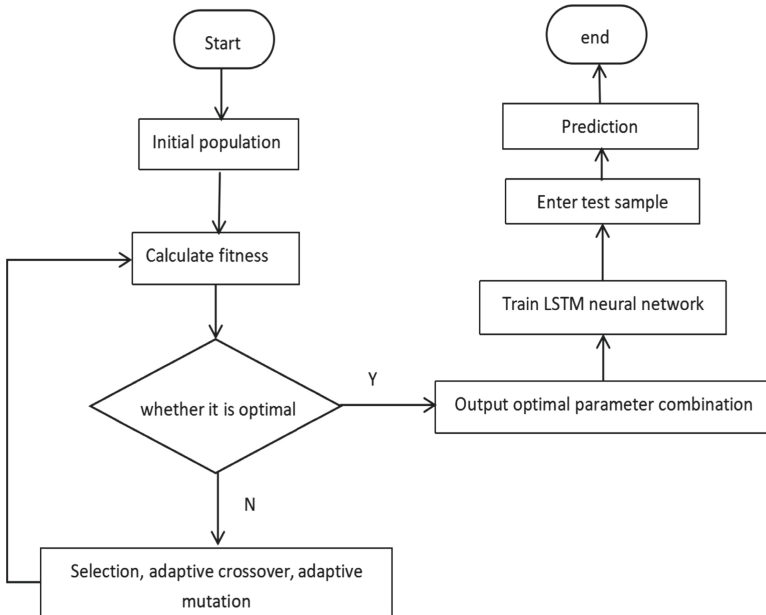 Start
Initial population
Calculate fitness
whether it is optimal
N
Selection, adaptive crossover, adaptive
mutation
Y
Output optimal parameter combination
Train LSTM neural network
Enter test sample
Prediction
end